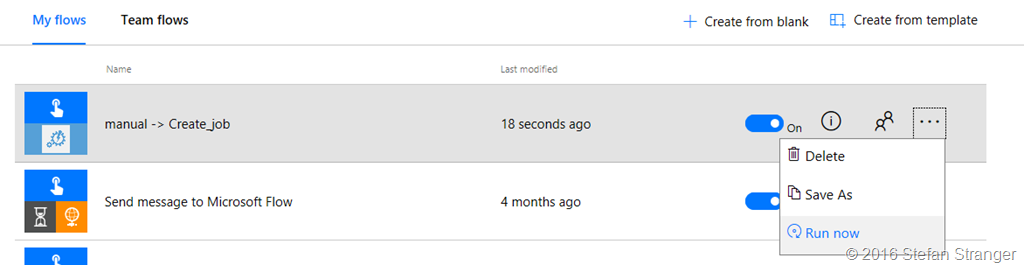 My flows
Team flows
Create from blank
Create from template
Name
Last modified
manual -> Create_job
18 seconds ago
On
Delete
Save As
Run now
Send message to Microsoft Flow
4 months ago
© 2016 Stefan Stranger